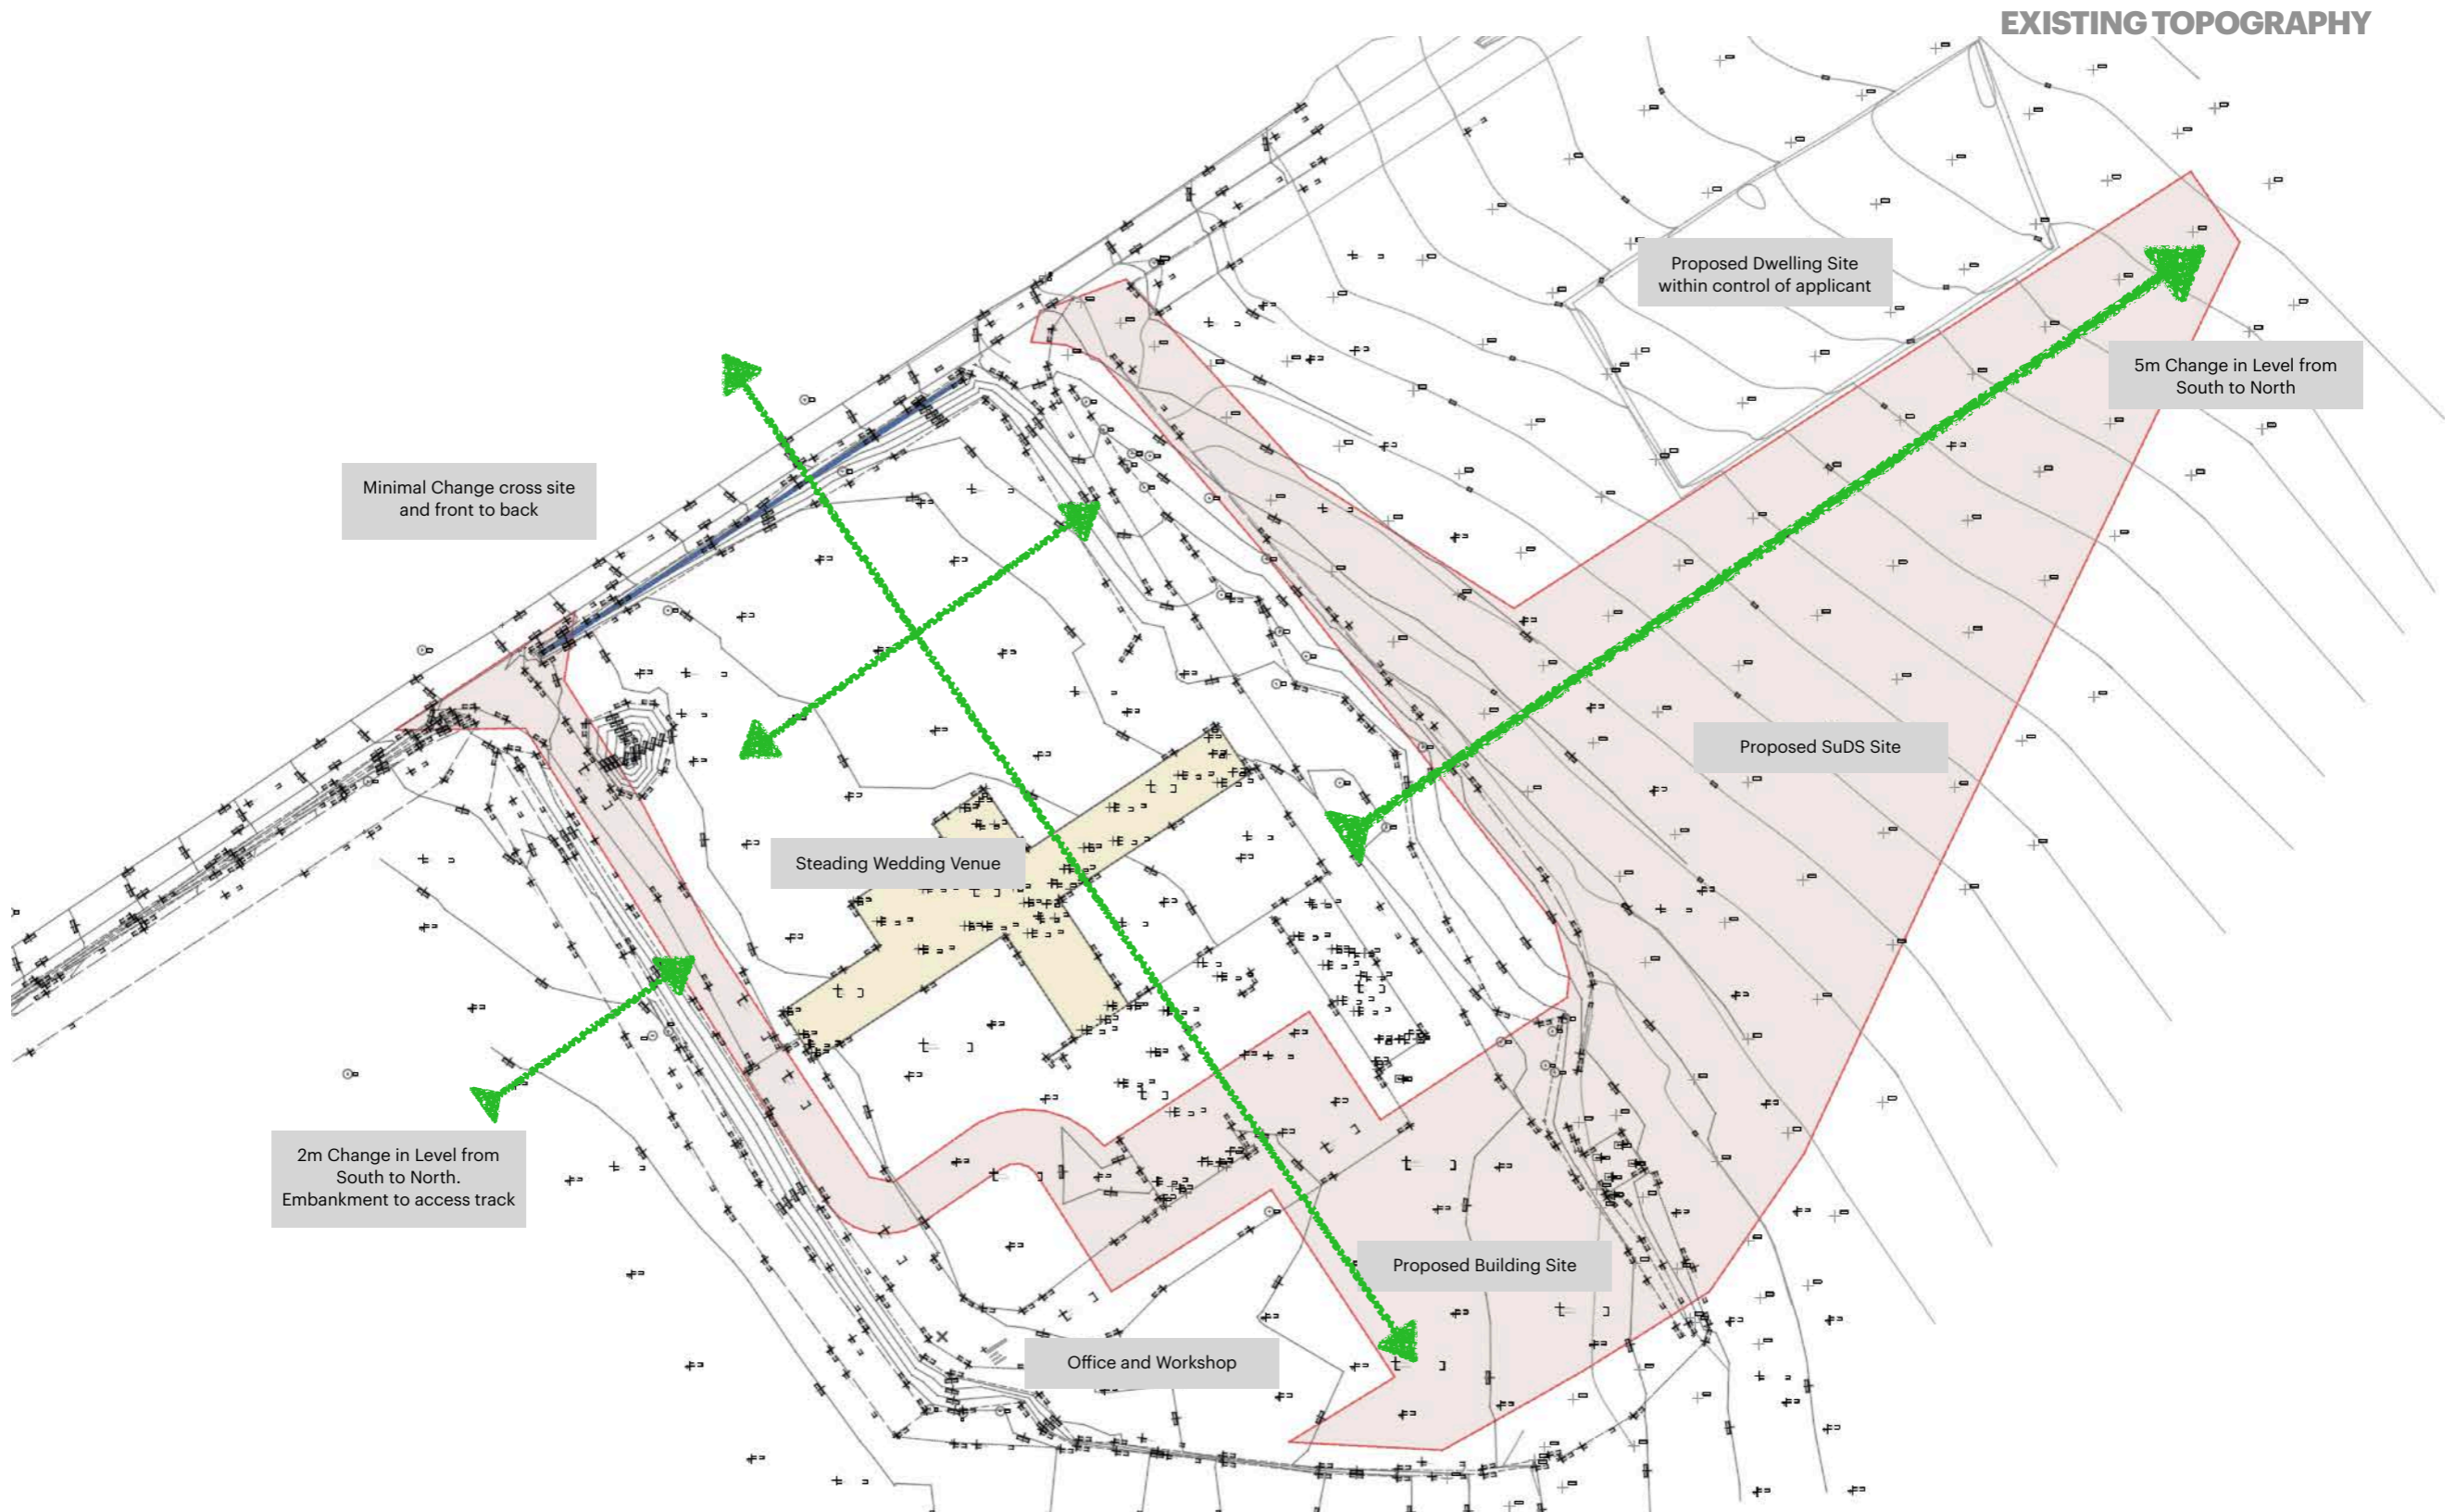 EXISTING TOPOGRAPHY
Proposed Dwelling Site
within control of applicant
5m Change in Level from
South to North
Minimal Change cross site
and front to back
Proposed SuDS Site
Steading Wedding Venue
2m Change in Level from
South to North.
Embankment to access track
Proposed Building Site
Office and Workshop